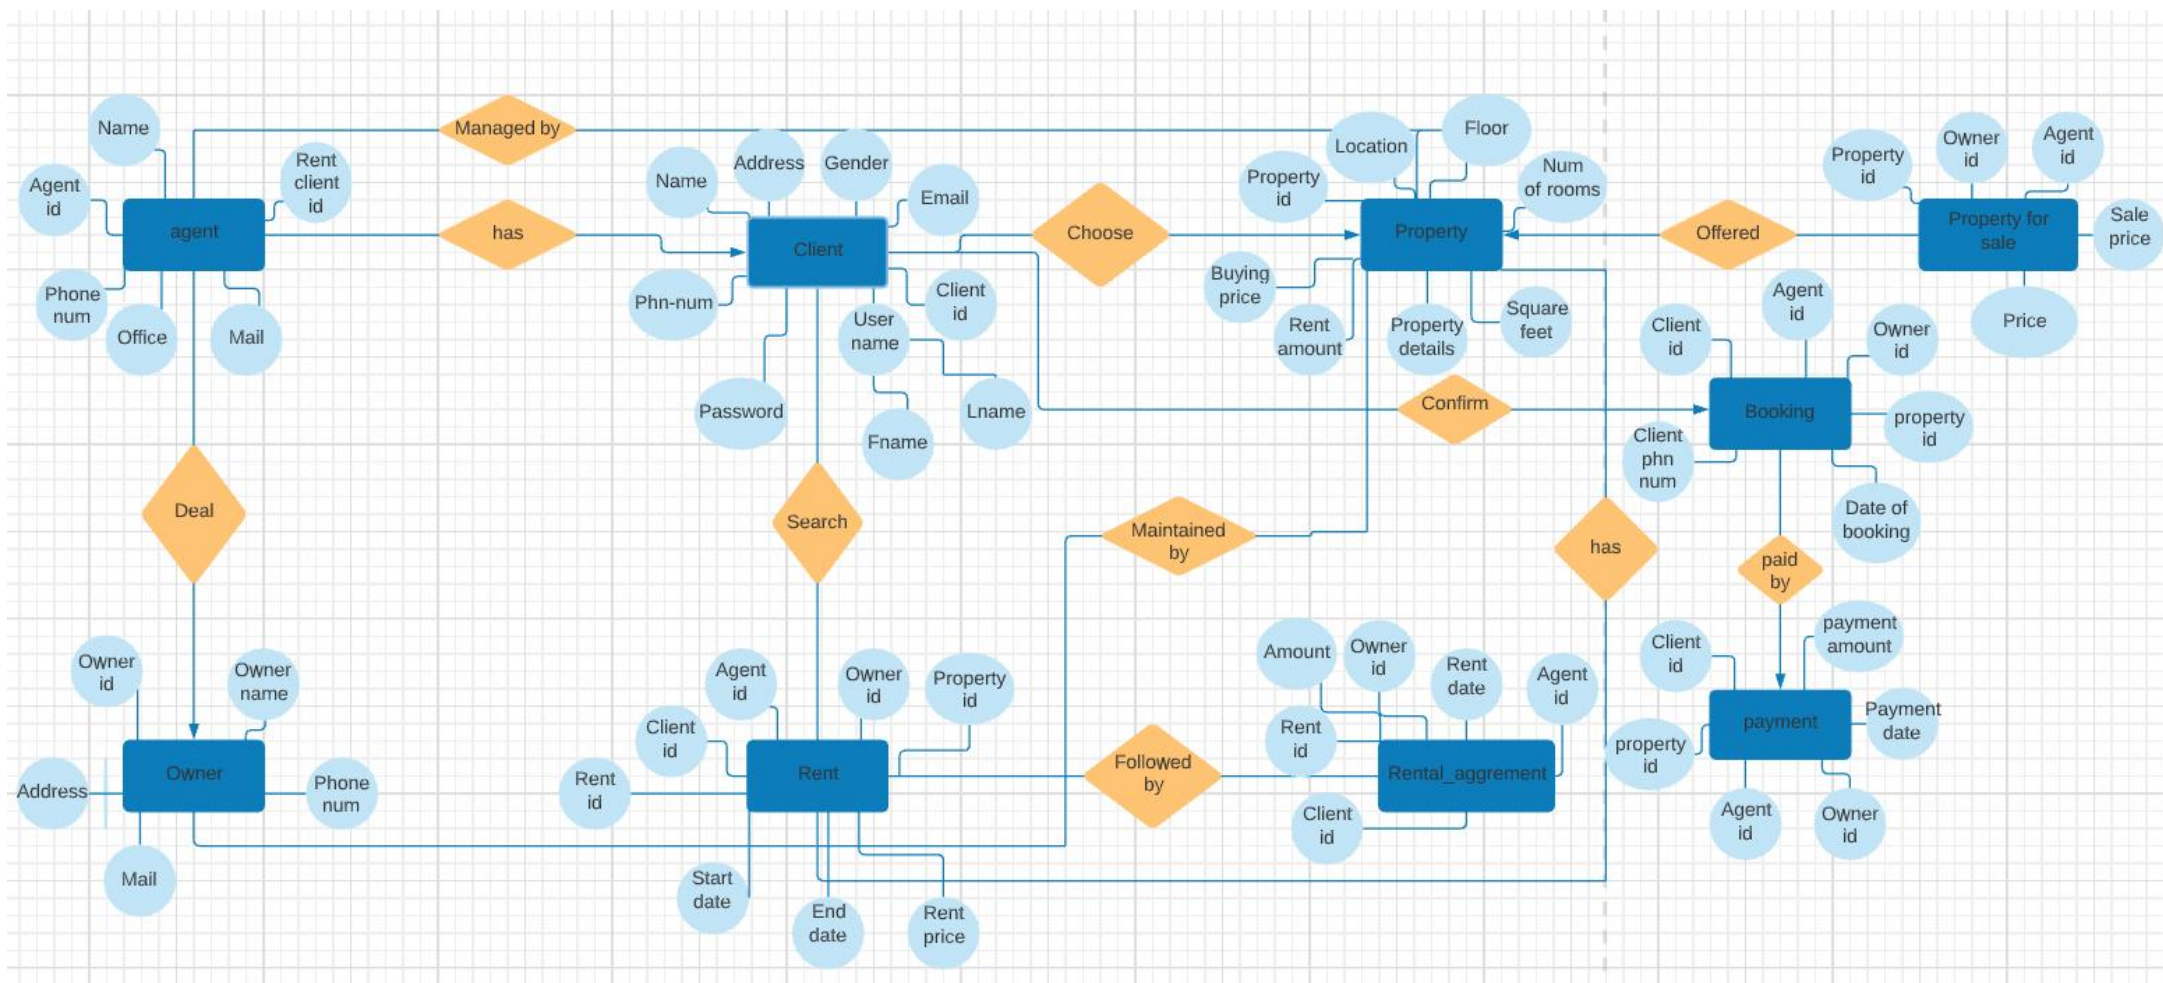 Managed by
Name
Agent
id
Rent
client
id
agent
Phone
num
Office
Mail
has
Name
Address
Gender
Email
Client
Phn-num
Client
id
User
name
Password
Fname
Lname
Choose
Location
Floor
Property
id
Num
of rooms
Property
Buying
price
Rent
amount
Property
details
Square
feet
Offered
Property
id
Owner
id
Agent
id
Property for
sale
Sale
price
Price
Confirm
Client
id
Agent
id
Owner
id
Booking
property
id
Client
phn
num
Date of
booking
Deal
Search
Maintained
by
has
paid
by
Owner
id
Owner
name
Owner
Address
Phone
num
Mail
Agent
id
Owner
id
Property
id
Client
id
Rent
id
Rent
Start
date
End
date
Rent
price
Followed
by
Amount
Owner
id
Rent
date
Agent
id
Rent
id
Rental_aggrement
Client
id
Client
id
payment
amount
payment
Payment
date
property
id
Agent
id
Owner
id